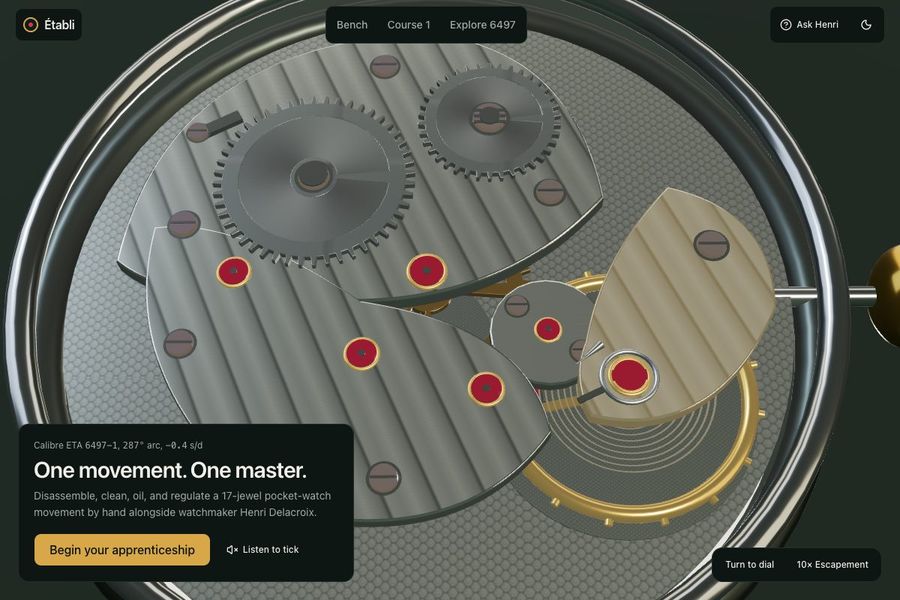 Établi
Bench Course 1 Explore 6497
Ask Henri
Calibre ETA 6497–1, 287° arc, −0.4 s/d
One movement. One master.
Disassemble, clean, oil, and regulate a 17-jewel pocket-watch
movement by hand alongside watchmaker Henri Delacroix.
Begin your apprenticeship
Listen to tick
Turn to dial 10× Escapement